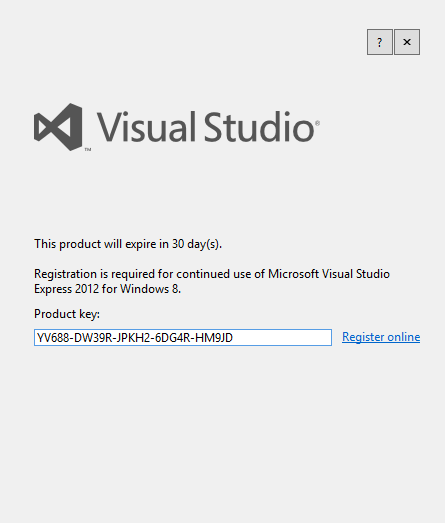 ?
Visual Studio®
™
This product will expire in 30 day(s).
Registration is required for continued use of Microsoft Visual Studio
Express 2012 for Windows 8.
Product key:
YV688-DW39R-JPKH2-6DG4R-HM9JD
Register online